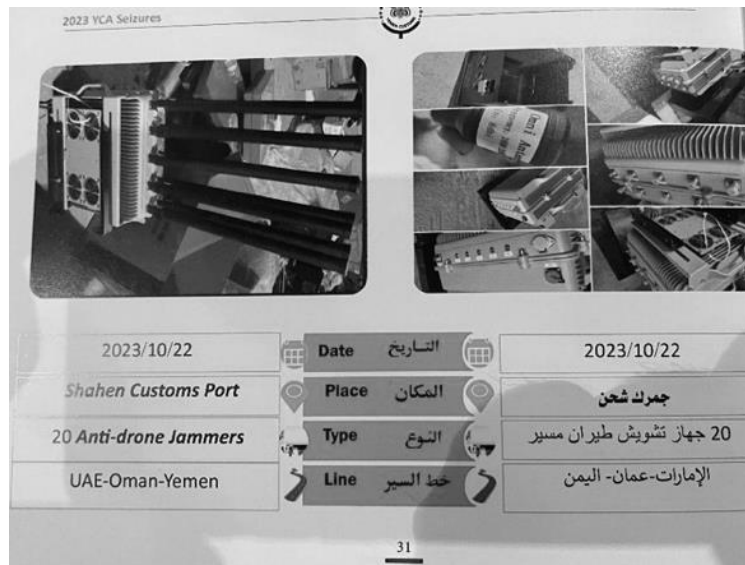 2023 YCA Seizures
2023/10/22 Date التاريخ 2023/10/22
Shahen Customs Port Place المكان جمرك شحن
20 Anti-drone Jammers Type النوع 20 جهاز تشويش طيران مسير
UAE-Oman-Yemen Line خط السير الإمارات-عمان- اليمن
31